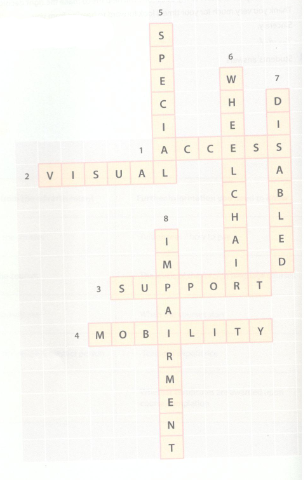 5
S
P 6
E W 7
C H D
I E I
1 A C C E S S
2 V I S U A L L A
C B
8 H L
I A E
M I D
3 S U P P O R T
A
4 M O B I L I T Y
R
M
E
N
T